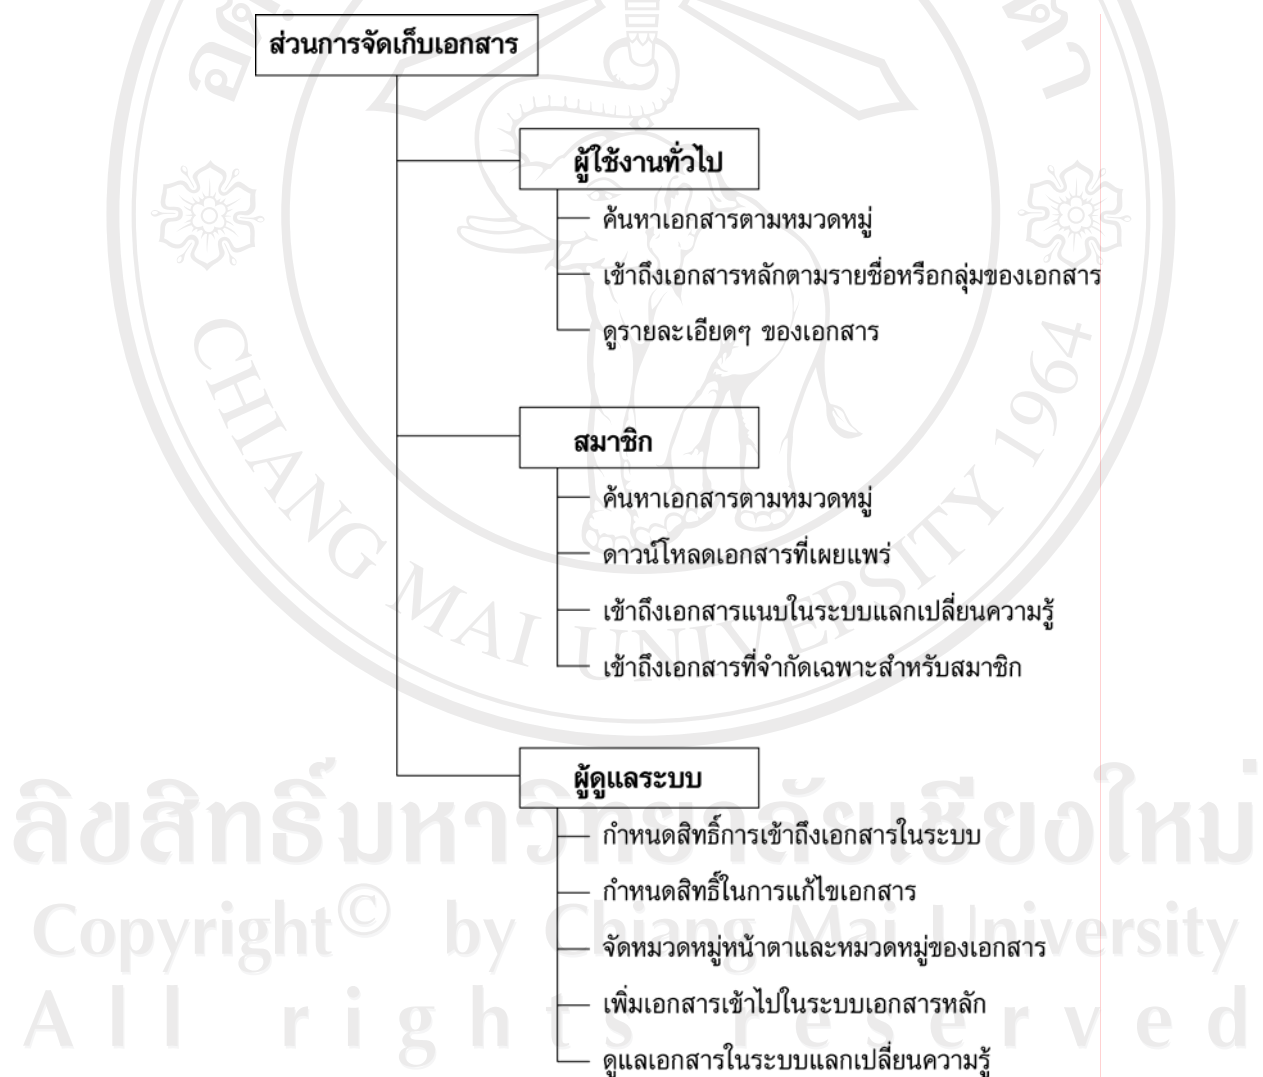 ส่วนการจัดเก็บเอกสาร
ผู้ใช้งานทั่วไป
ค้นหาเอกสารตามหมวดหมู่
เข้าถึงเอกสารหลักตามรายชื่อหรือกลุ่มของเอกสาร
ดูรายละเอียดๆ ของเอกสาร
สมาชิก
ค้นหาเอกสารตามหมวดหมู่
ดาวน์โหลดเอกสารที่เผยแพร่
เข้าถึงเอกสารแนบในระบบแลกเปลี่ยนความรู้
เข้าถึงเอกสารที่จำกัดเฉพาะสำหรับสมาชิก
ผู้ดูแลระบบ
กำหนดสิทธิ์การเข้าถึงเอกสารในระบบ
กำหนดสิทธิ์ในการแก้ไขเอกสาร
จัดหมวดหมู่หน้าตาและหมวดหมู่ของเอกสาร
เพิ่มเอกสารเข้าไปในระบบเอกสารหลัก
ดูแลเอกสารในระบบแลกเปลี่ยนความรู้
CHIANG MAI UNIVERSITY 1964
ลิขสิทธิ์มหาวิทยาลัยเชียงใหม่
Copyright© by Chiang Mai University
All rights reserved